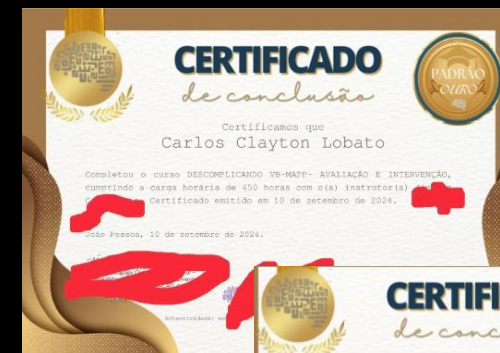 CERTIFICADO
de conclusão
PADRÃO
OURO
Certificamos que
Carlos Clayton Lobato
Completou o curso DESCOMPLICANDO VB-MAPP- AVALIAÇÃO E INTERVENÇÃO,
cumprindo a carga horária de 450 horas com o(a) instrutor(a)
Certificado emitido em 10 de setembro de 2024.
João Pessoa, 10 de setembro de 2024.
Autenticidade:
CERTIFI
de conc